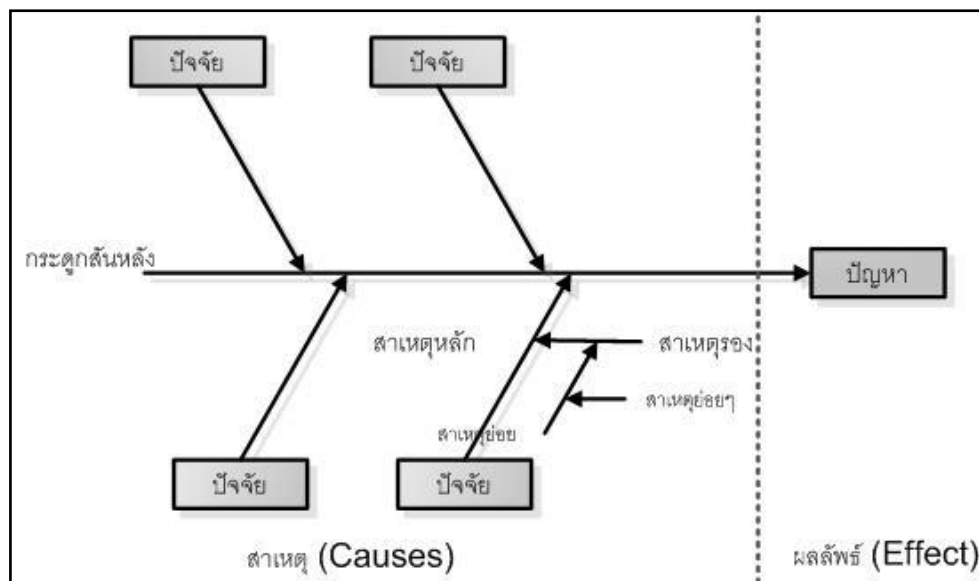 ปัจจัย
ปัจจัย
กระดูกสันหลัง
ปัญหา
สาเหตุหลัก
สาเหตุรอง
สาเหตุย่อยๆ
สาเหตุย่อย
ปัจจัย
ปัจจัย
สาเหตุ (Causes)
ผลลัพธ์ (Effect)